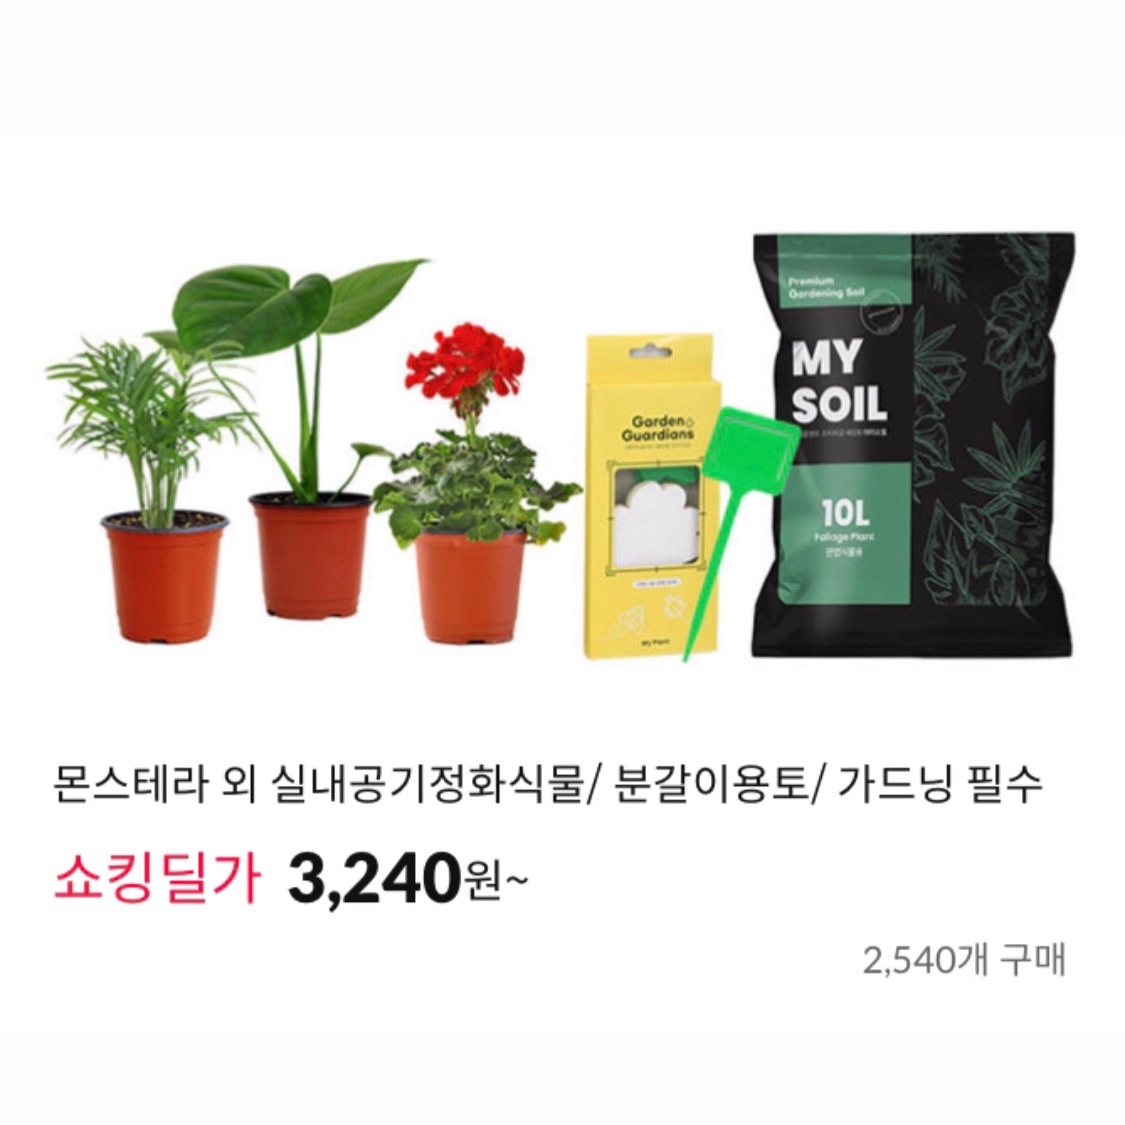 Premium
Gardening Soil
MY
SOIL
10L
Foliage Plant
관엽식물용
Garden
Guardians
My Plant
몬스테라 외 실내공기정화식물/ 분갈이용토/ 가드닝 필수
쇼킹딜가 3,240원~
2,540개 구매